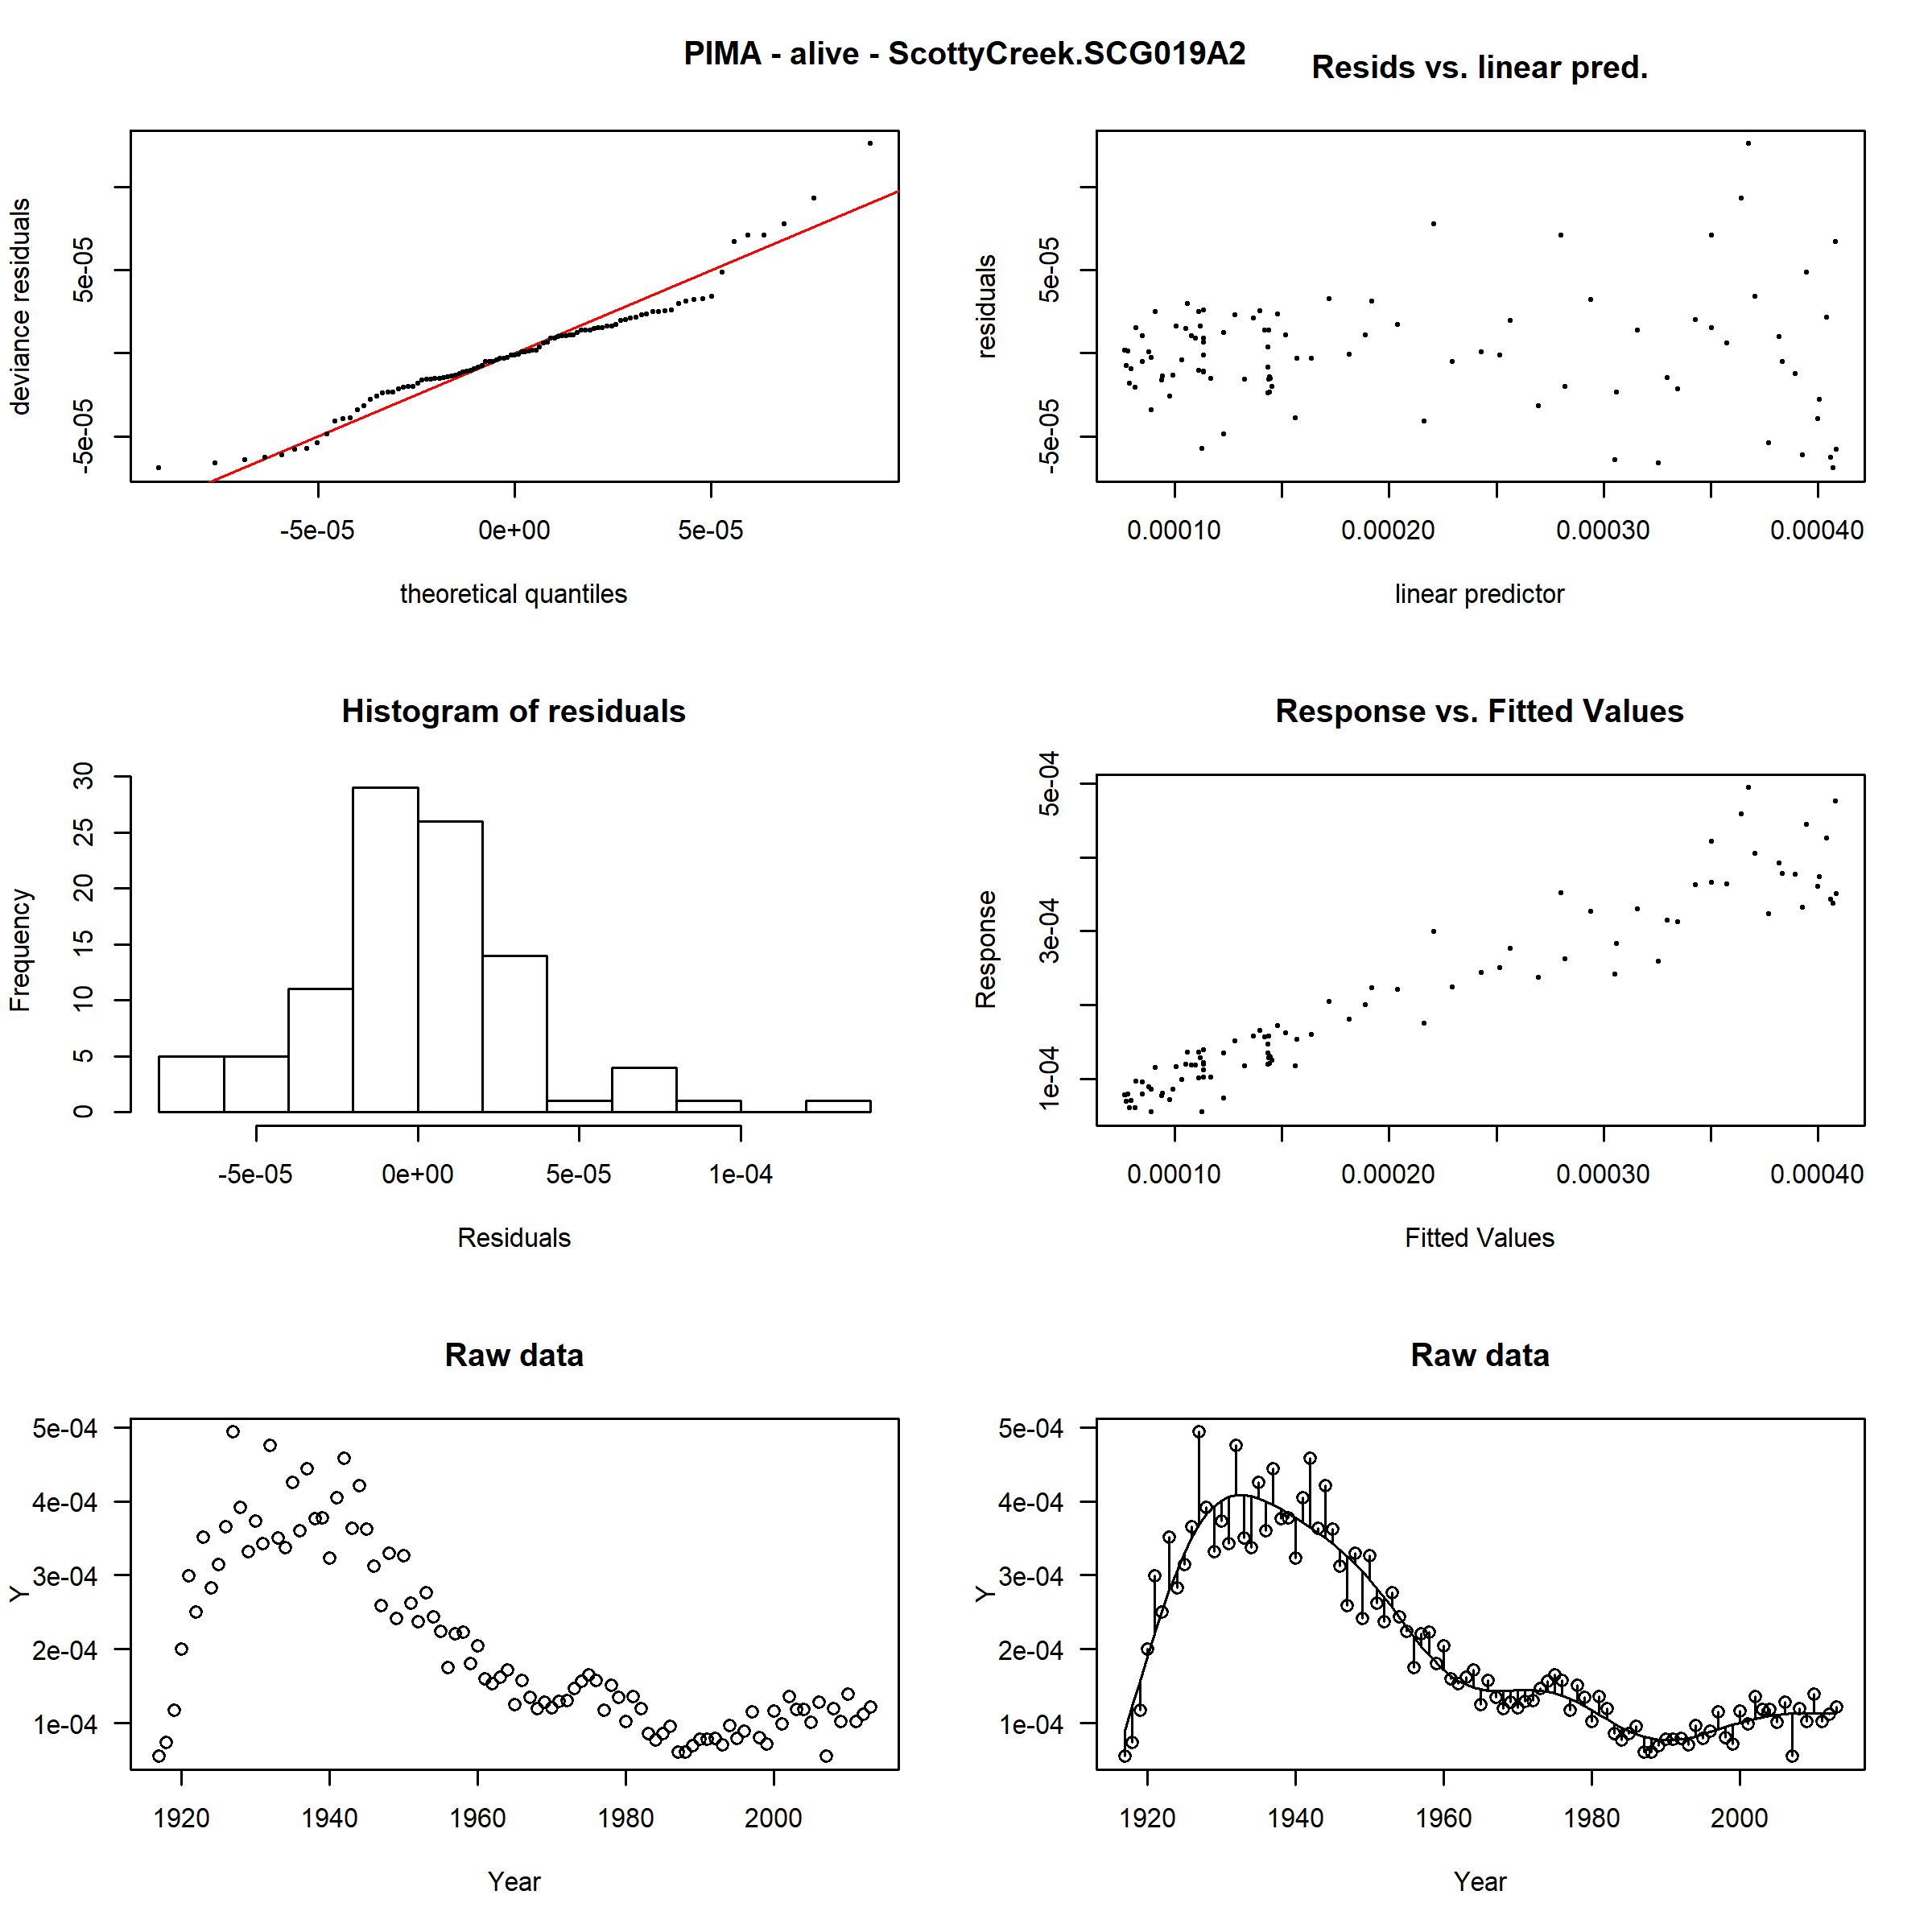 PIMA - alive - ScottyCreek.SCG019A2
Resids vs. linear pred.
deviance residuals
-5e-05
5e-05
-5e-05
0e+00
5e-05
theoretical quantiles
residuals
-5e-05
5e-05
0.00010
0.00020
0.00030
0.00040
linear predictor
Histogram of residuals
Frequency
0
5
10
15
20
25
30
-5e-05
0e+00
5e-05
1e-04
Residuals
Response vs. Fitted Values
Response
1e-04
3e-04
5e-04
0.00010
0.00020
0.00030
0.00040
Fitted Values
Raw data
Y
5e-04
4e-04
3e-04
2e-04
1e-04
1920
1940
1960
1980
2000
Year
Raw data
Y
5e-04
4e-04
3e-04
2e-04
1e-04
1920
1940
1960
1980
2000
Year